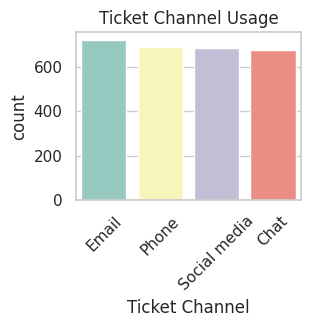 Ticket Channel Usage
count
600
400
200
0
Email
Phone
Social media
Chat
Ticket Channel